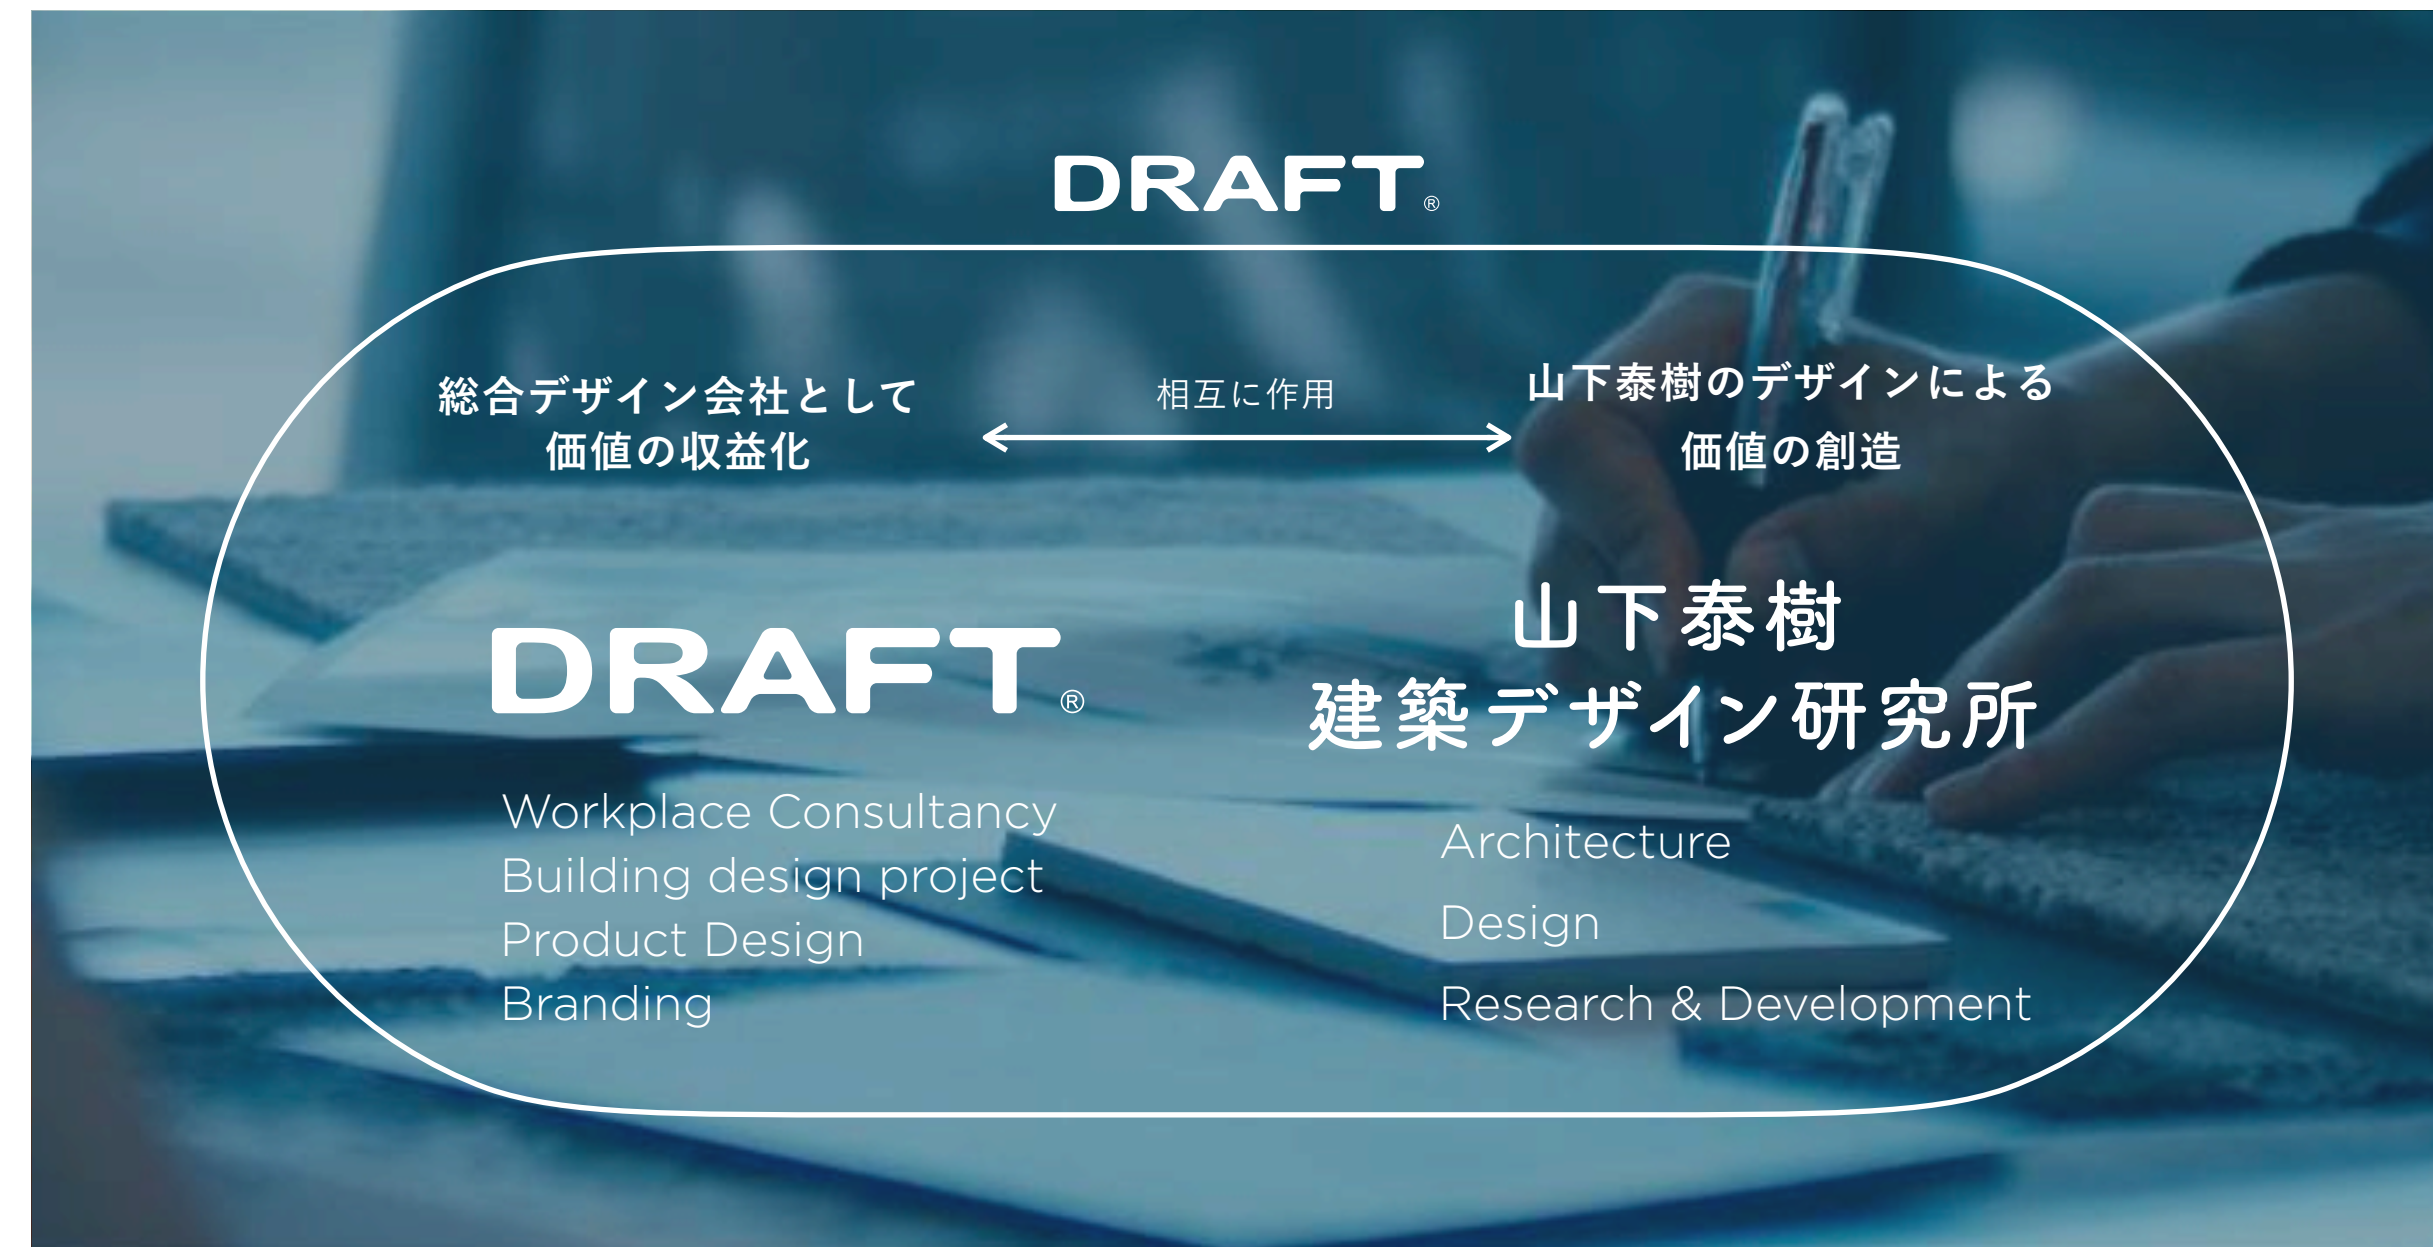 DRAFT®
総合デザイン会社として
価値の収益化
相互に作用
山下泰樹のデザインによる
価値の創造
DRAFT®
Workplace Consultancy
Building design project
Product Design
Branding
山下泰樹
建築デザイン研究所
Architecture
Design
Research & Development